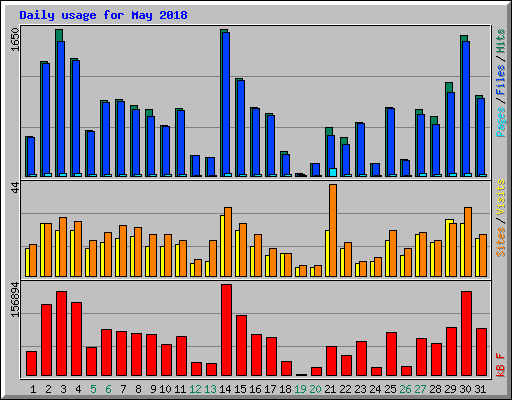 Daily usage for May 2018
1650
Pages / Files / Hits
44
Sites / Visits
156894
kB F
1 2 3 4 5 6 7 8 9 10 11 12 13 14 15 16 17 18 19 20 21 22 23 24 25 26 27 28 29 30 31